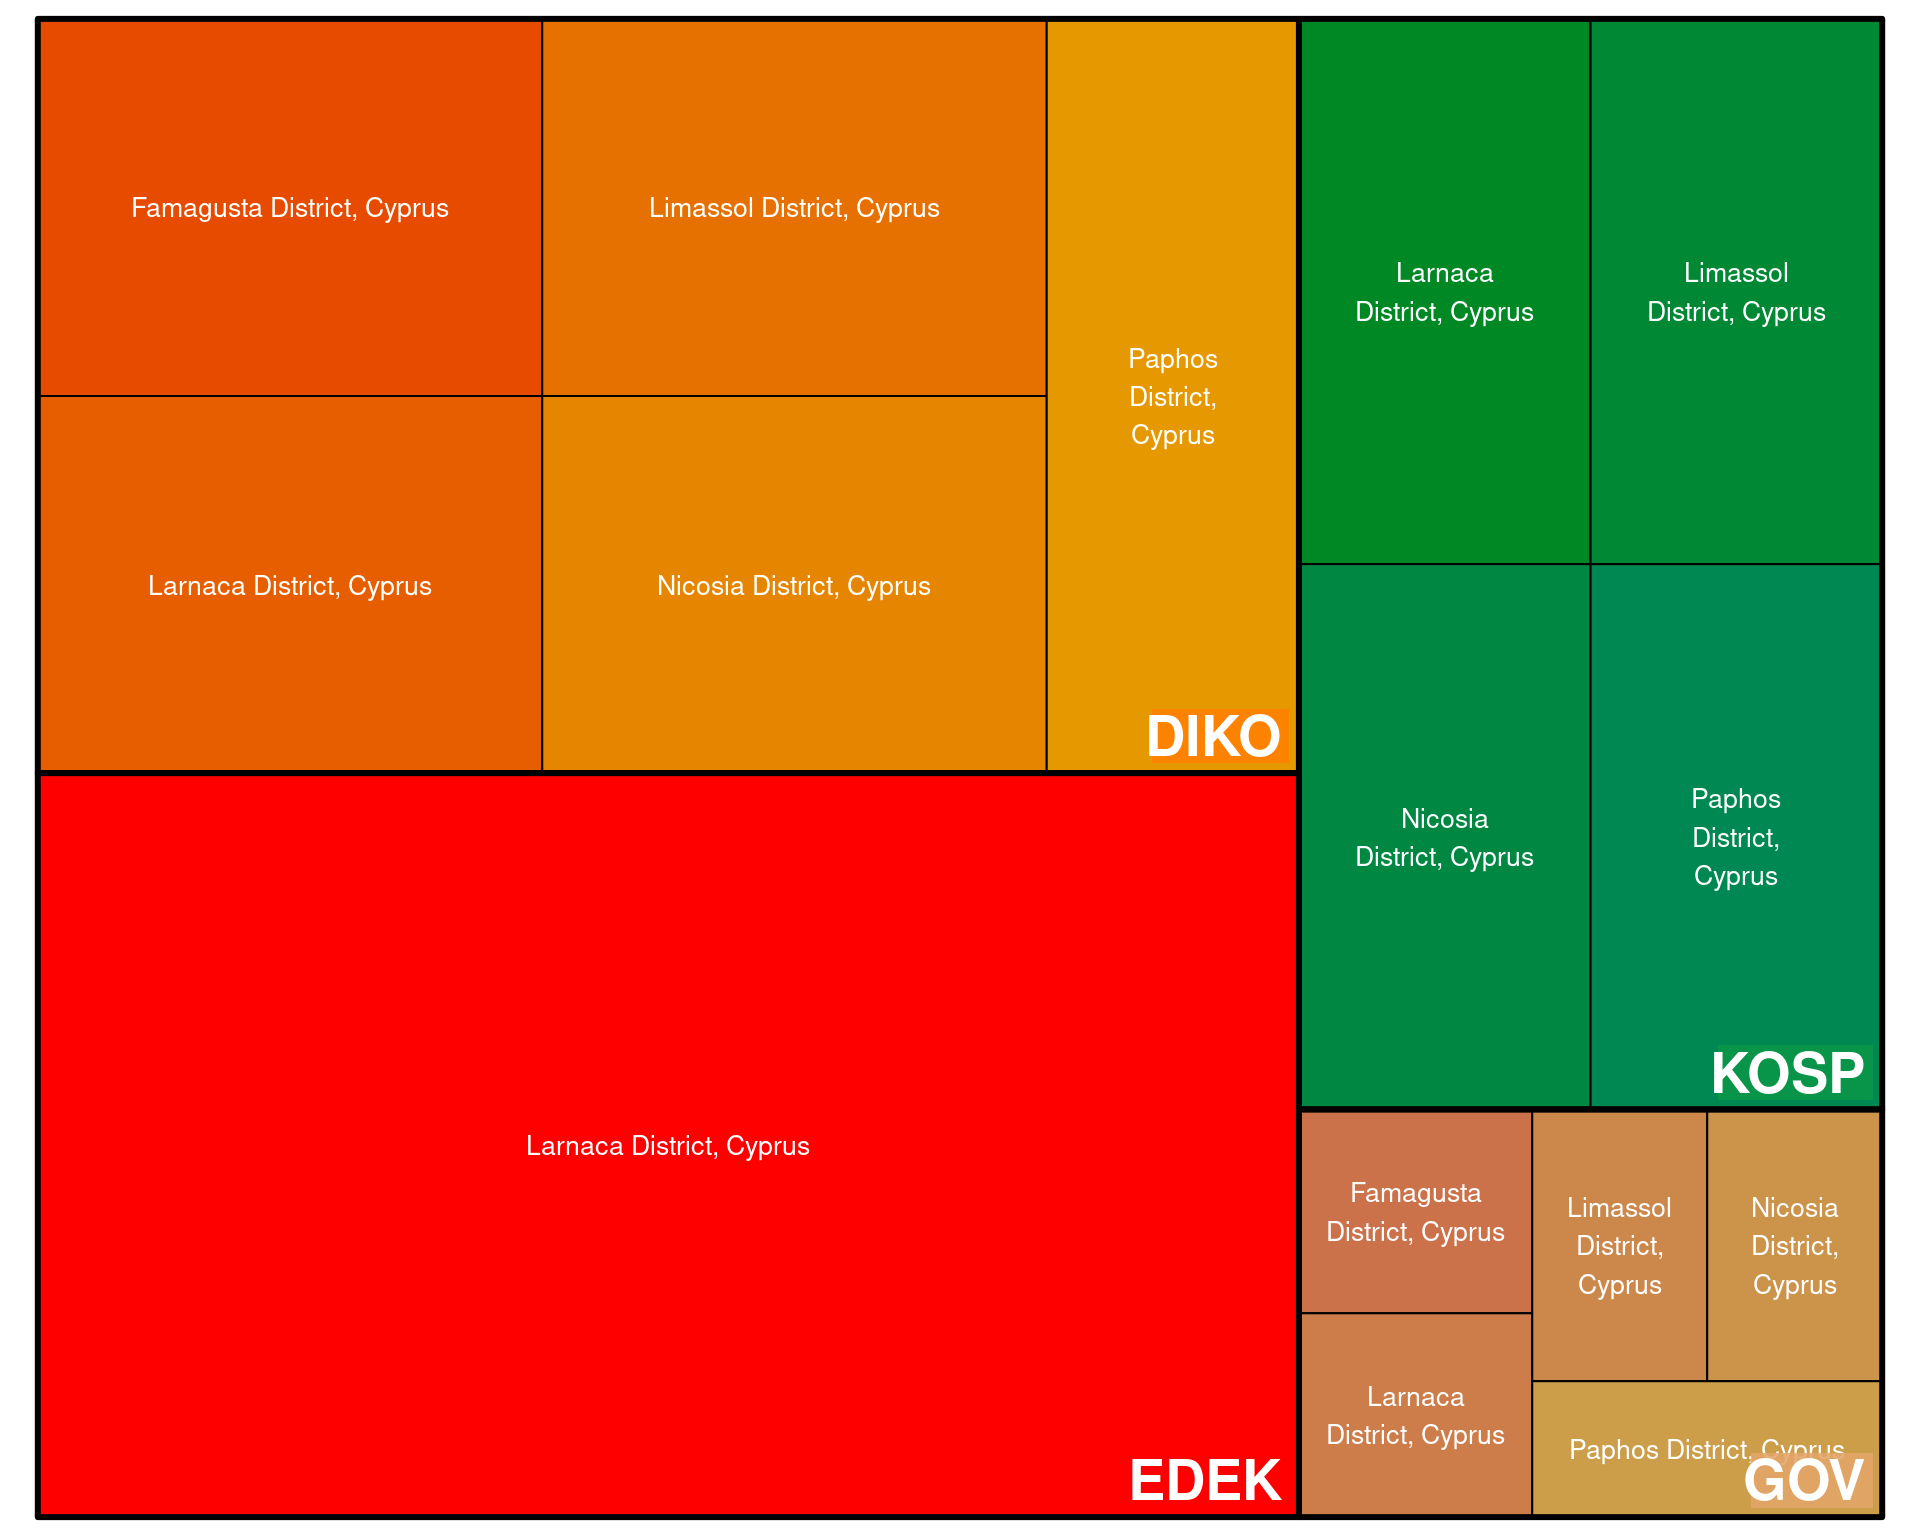 Famagusta District, Cyprus
Limassol District, Cyprus
Larnaca District, Cyprus
Nicosia District, Cyprus
Paphos
District,
Cyprus
DIKO
Larnaca District, Cyprus
EDEK
Larnaca
District, Cyprus
Limassol
District, Cyprus
Nicosia
District, Cyprus
Paphos
District,
Cyprus
KOSP
Famagusta
District, Cyprus
Larnaca
District, Cyprus
Limassol
District,
Cyprus
Nicosia
District,
Cyprus
Paphos District, Cyprus
GOV